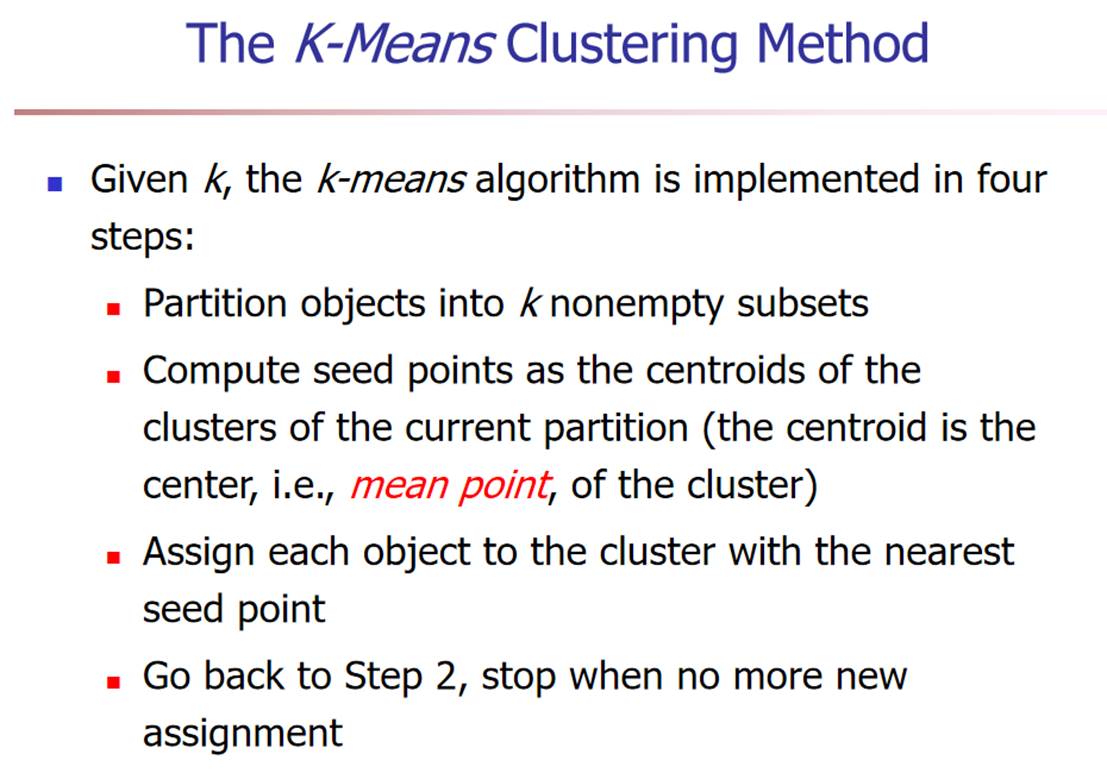 The K-Means Clustering Method
Given k, the k-means algorithm is implemented in four
steps:
Partition objects into k nonempty subsets
Compute seed points as the centroids of the
clusters of the current partition (the centroid is the
center, i.e., mean point, of the cluster)
Assign each object to the cluster with the nearest
seed point
Go back to Step 2, stop when no more new
assignment